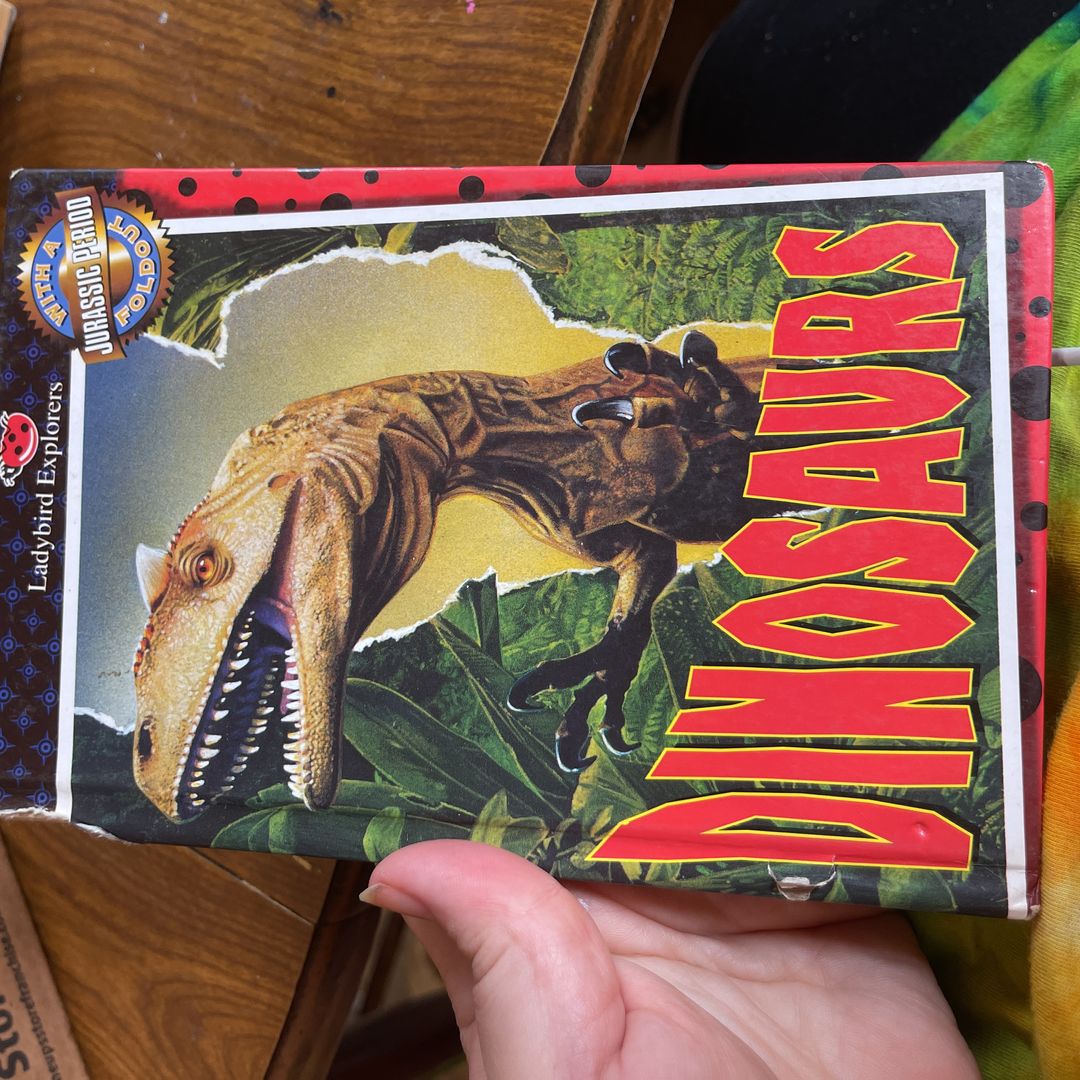 Ladybird Explorers
WITH A
JURASSIC PERIOD
FOLDOUT
DINOSAURS